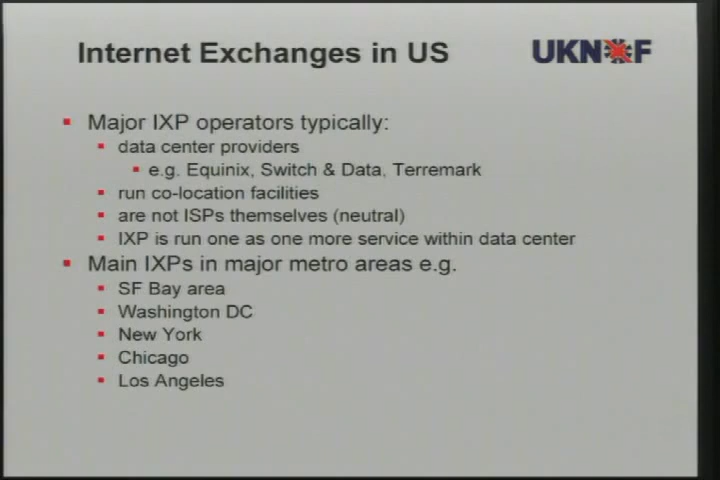 Internet Exchanges in US
UKNOF
Major IXP operators typically:
data center providers
e.g. Equinix, Switch & Data, Terremark
run co-location facilities
are not ISPs themselves (neutral)
IXP is run one as one more service within data center
Main IXPs in major metro areas e.g.
SF Bay area
Washington DC
New York
Chicago
Los Angeles